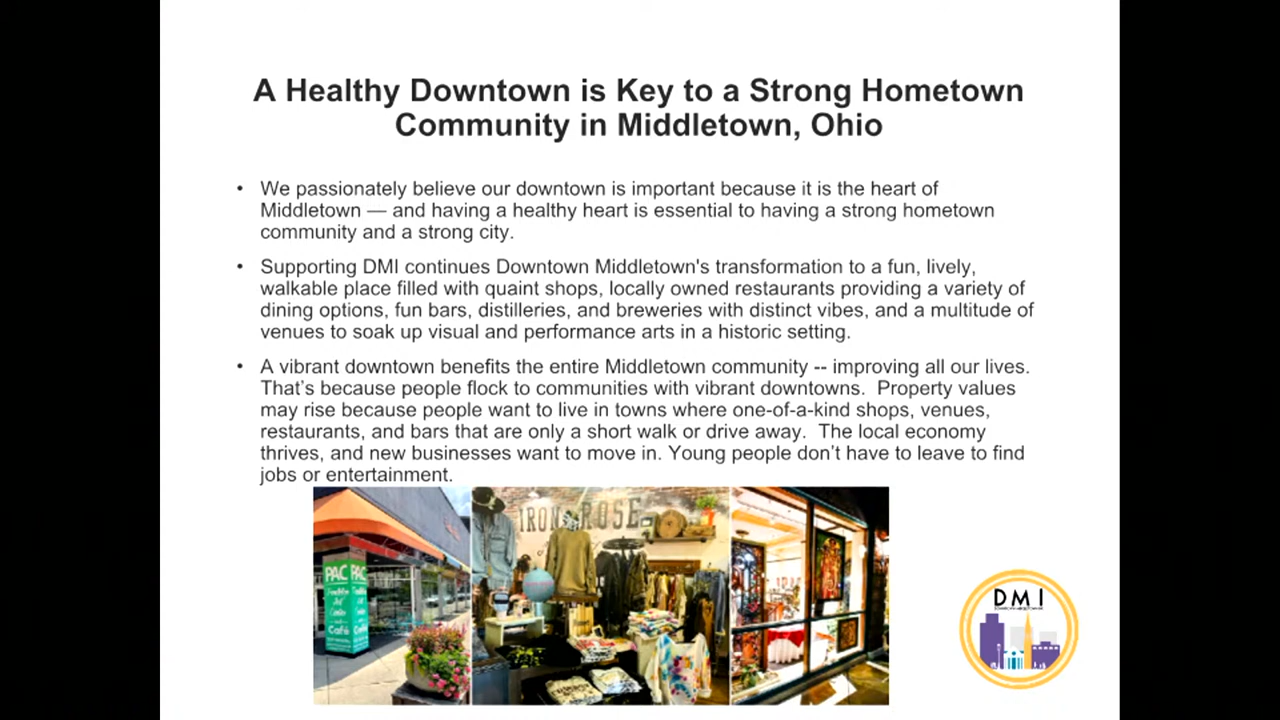 A Healthy Downtown is Key to a Strong Hometown
Community in Middletown, Ohio
• We passionately believe our downtown is important because it is the heart of
Middletown — and having a healthy heart is essential to having a strong hometown
community and a strong city.
• Supporting DMI continues Downtown Middletown's transformation to a fun, lively,
walkable place filled with quaint shops, locally owned restaurants providing a variety of
dining options, fun bars, distilleries, and breweries with distinct vibes, and a multitude of
venues to soak up visual and performance arts in a historic setting.
• A vibrant downtown benefits the entire Middletown community -- improving all our lives.
That’s because people flock to communities with vibrant downtowns.  Property values
may rise because people want to live in towns where one-of-a-kind shops, venues,
restaurants, and bars that are only a short walk or drive away.  The local economy
thrives, and new businesses want to move in. Young people don’t have to leave to find
jobs or entertainment.
PAC PAC
Café
IRON ROSE
DMI